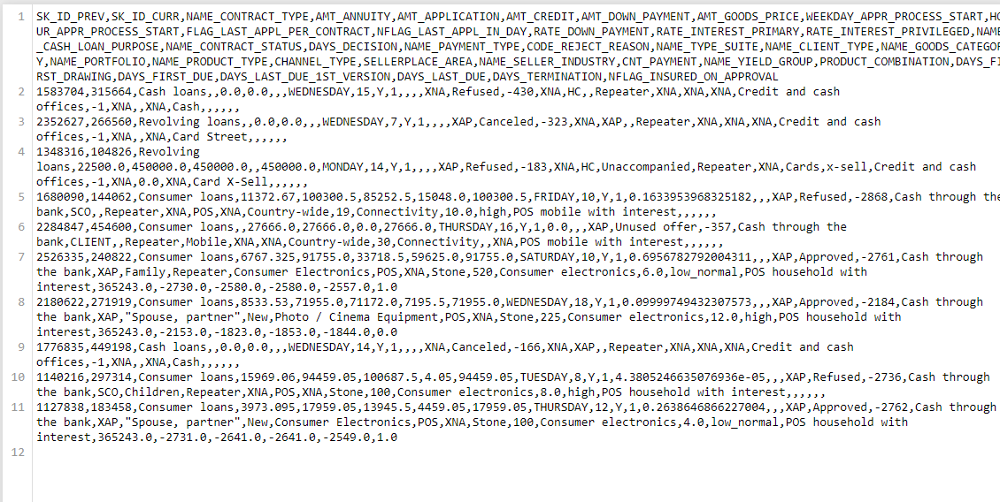 1 SK_ID_PREV,SK_ID_CURR,NAME_CONTRACT_TYPE,AMT_ANNUITY,AMT_APPLICATION,AMT_CREDIT,AMT_DOWN_PAYMENT,AMT_GOODS_PRICE,WEEKDAY_APPR_PROCESS_START,HO
UR_APPR_PROCESS_START,FLAG_LAST_APPL_PER_CONTRACT,NFLAG_LAST_APPL_IN_DAY,RATE_DOWN_PAYMENT,RATE_INTEREST_PRIMARY,RATE_INTEREST_PRIVILEGED,NAME
_CASH_LOAN_PURPOSE,NAME_CONTRACT_STATUS,DAYS_DECISION,NAME_PAYMENT_TYPE,CODE_REJECT_REASON,NAME_TYPE_SUITE,NAME_CLIENT_TYPE,NAME_GOODS_CATEGOR
Y,NAME_PORTFOLIO,NAME_PRODUCT_TYPE,CHANNEL_TYPE,SELLERPLACE_AREA,NAME_SELLER_INDUSTRY,CNT_PAYMENT,NAME_YIELD_GROUP,PRODUCT_COMBINATION,DAYS_FI
RST_DRAWING,DAYS_FIRST_DUE,DAYS_LAST_DUE_1ST_VERSION,DAYS_LAST_DUE,DAYS_TERMINATION,NFLAG_INSURED_ON_APPROVAL
2 1583704,315664,Cash loans,,0.0,0.0,,,WEDNESDAY,15,Y,1,,,,XNA,Refused,-430,XNA,HC,,Repeater,XNA,XNA,XNA,Credit and cash
offices,-1,XNA,,XNA,Cash,,,,,,
3 2352627,266560,Revolving loans,,0.0,0.0,,,WEDNESDAY,7,Y,1,,,,XAP,Canceled,-323,XNA,XAP,,Repeater,XNA,XNA,XNA,Credit and cash
offices,-1,XNA,,XNA,Card Street,,,,,,
4 1348316,104826,Revolving
loans,22500.0,450000.0,450000.0,,450000.0,MONDAY,14,Y,1,,,,XAP,Refused,-183,XNA,HC,Unaccompanied,Repeater,XNA,Cards,x-sell,Credit and cash
offices,-1,XNA,0.0,XNA,Card X-Sell,,,,,,
5 1680090,144062,Consumer loans,11372.67,100300.5,85252.5,15048.0,100300.5,FRIDAY,10,Y,1,0.1633953968325182,,,XAP,Refused,-2868,Cash through the
bank,SCO,,Repeater,XNA,POS,XNA,Country-wide,19,Connectivity,10.0,high,POS mobile with interest,,,,,,
6 2284847,454600,Consumer loans,,27666.0,27666.0,0.0,27666.0,THURSDAY,16,Y,1,0.0,,,XAP,Unused offer,-357,Cash through the
bank,CLIENT,,Repeater,Mobile,XNA,XNA,Country-wide,30,Connectivity,,XNA,POS mobile with interest,,,,,,
7 2526335,240822,Consumer loans,6767.325,91755.0,33718.5,59625.0,91755.0,SATURDAY,10,Y,1,0.6956782792004311,,,XAP,Approved,-2761,Cash through
the bank,XAP,Family,Repeater,Consumer Electronics,POS,XNA,Stone,520,Consumer electronics,6.0,low_normal,POS household with
interest,365243.0,-2730.0,-2580.0,-2580.0,-2557.0,1.0
8 2180622,271919,Consumer loans,8533.53,71955.0,71172.0,7195.5,71955.0,WEDNESDAY,18,Y,1,0.09999749432307573,,,XAP,Approved,-2184,Cash through
the bank,XAP,"Spouse, partner",New,Photo / Cinema Equipment,POS,XNA,Stone,225,Consumer electronics,12.0,high,POS household with
interest,365243.0,-2153.0,-1823.0,-1853.0,-1844.0,0.0
9 1776835,449198,Cash loans,,0.0,0.0,,,WEDNESDAY,14,Y,1,,,,XNA,Canceled,-166,XNA,XAP,,Repeater,XNA,XNA,XNA,Credit and cash
offices,-1,XNA,,XNA,Cash,,,,,,
10 1140216,297314,Consumer loans,15969.06,94459.05,100687.5,4.05,94459.05,TUESDAY,8,Y,1,4.3805246635076936e-05,,,XAP,Refused,-2736,Cash through
the bank,SCO,Children,Repeater,XNA,POS,XNA,Stone,100,Consumer electronics,8.0,high,POS household with interest,,,,,,
11 1127838,183458,Consumer loans,3973.095,17959.05,13945.5,4459.05,17959.05,THURSDAY,12,Y,1,0.2638646866227004,,,XAP,Approved,-2762,Cash through
the bank,XAP,"Spouse, partner",New,Consumer Electronics,POS,XNA,Stone,100,Consumer electronics,4.0,low_normal,POS household with
interest,365243.0,-2731.0,-2641.0,-2641.0,-2549.0,1.0
12